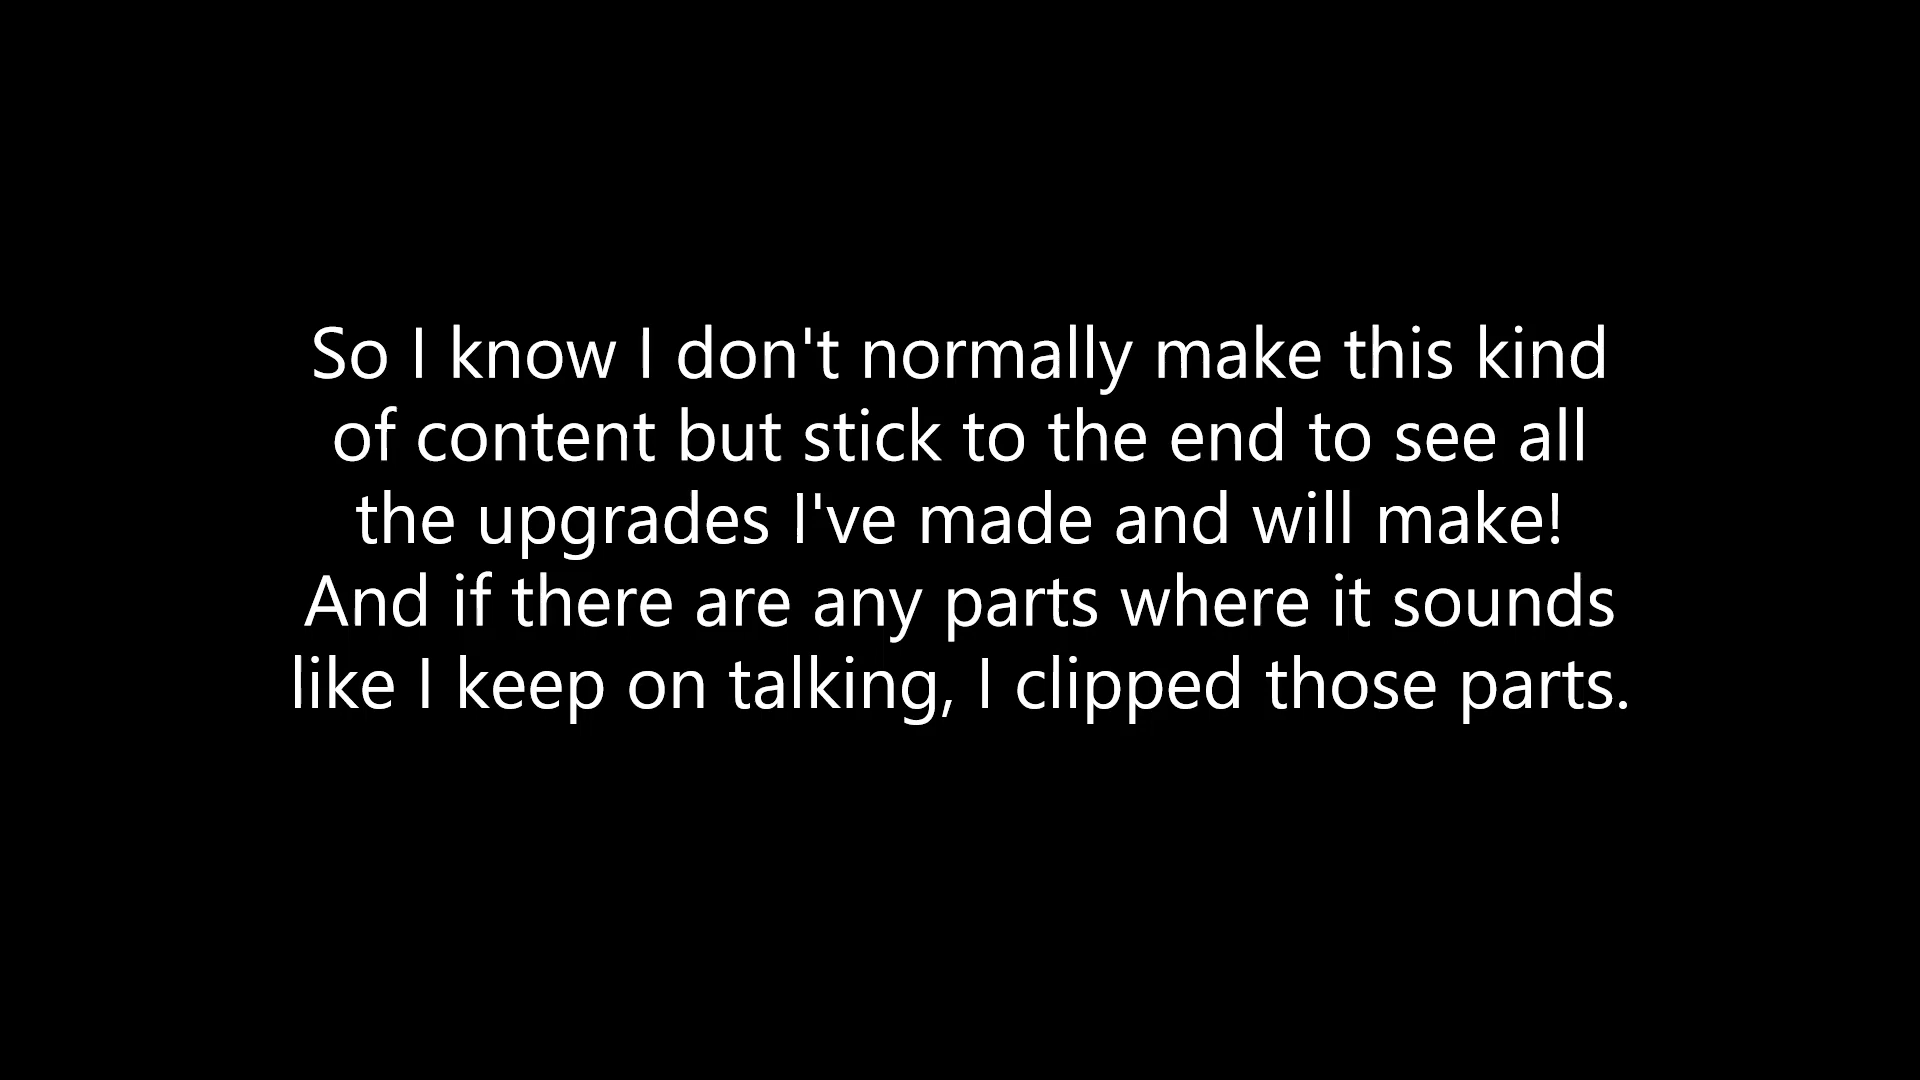 So I know I don't normally make this kind
of content but stick to the end to see all
the upgrades I've made and will make!
And if there are any parts where it sounds
like I keep on talking, I clipped those parts.